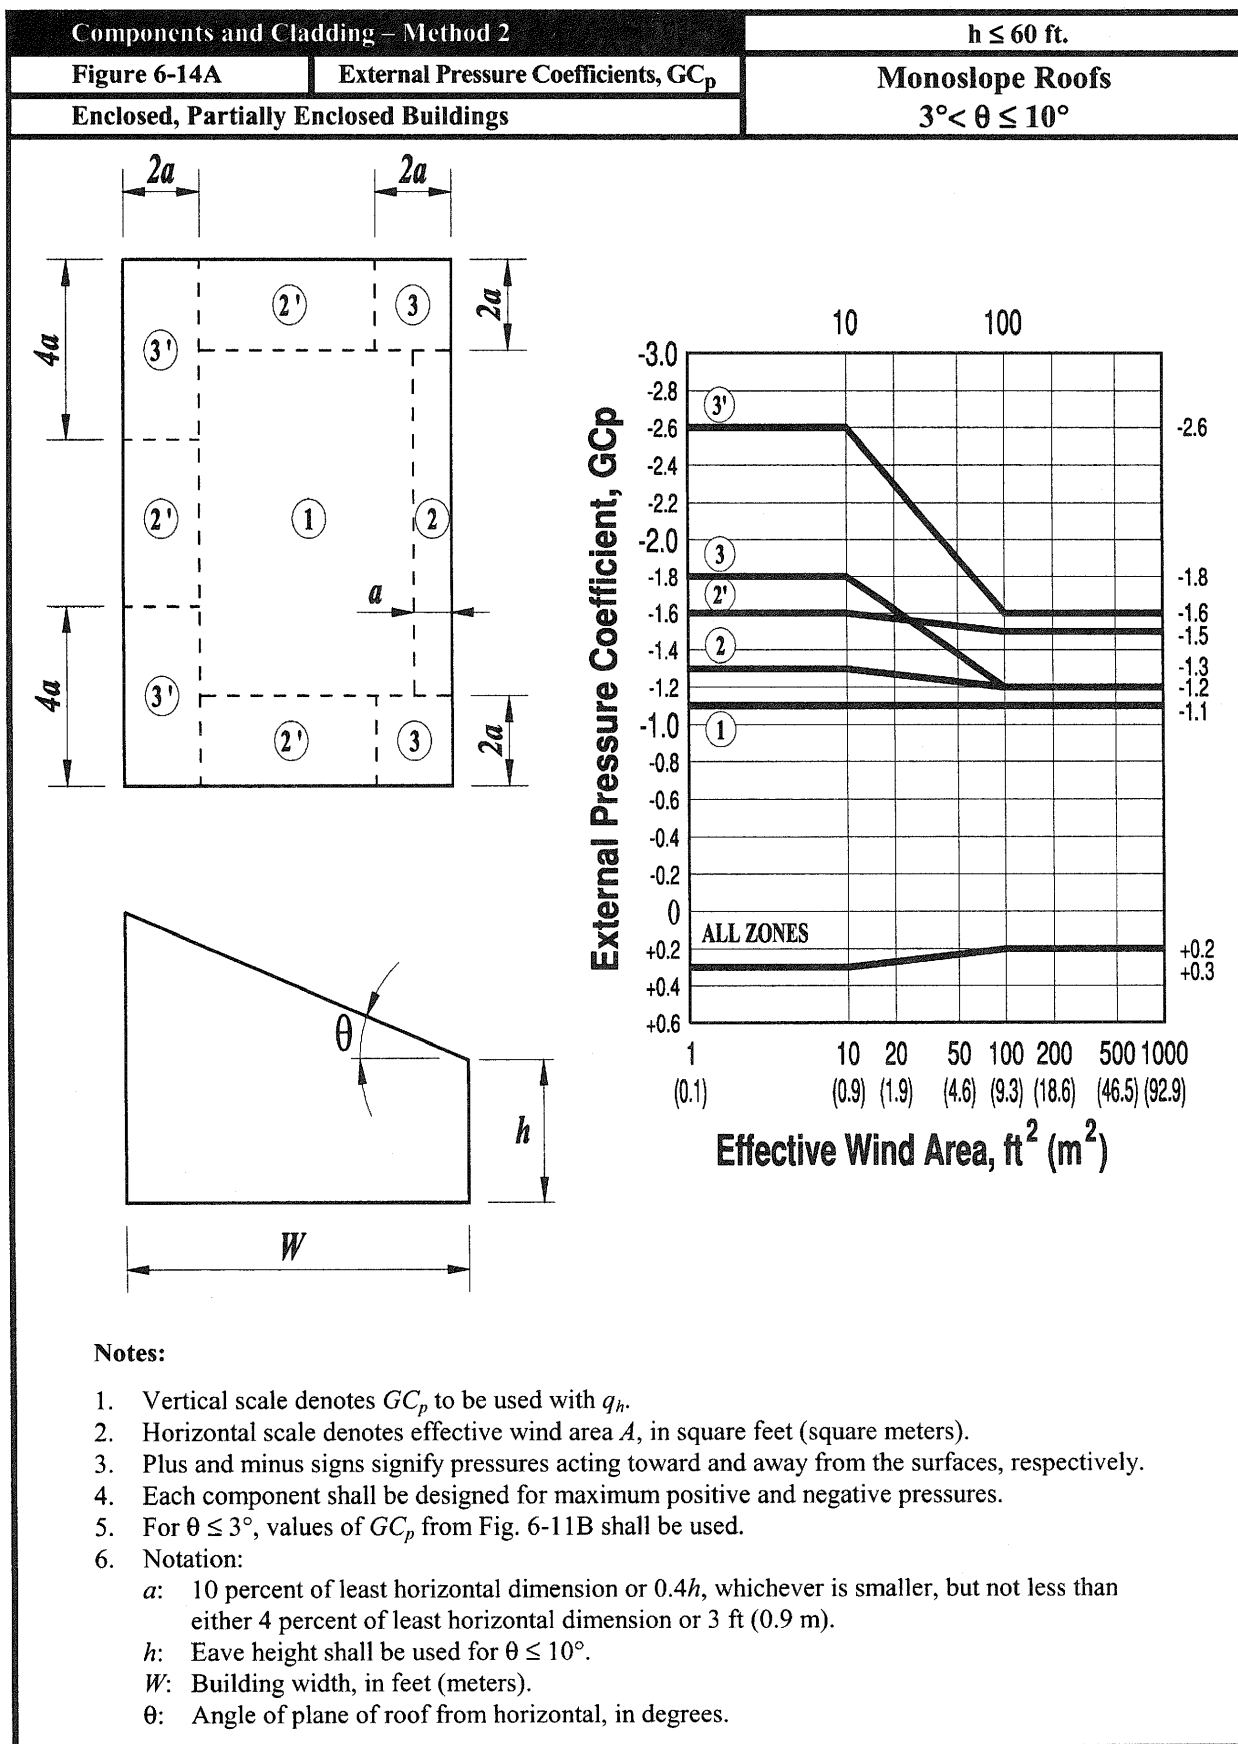 Components and Cladding – Method 2
h ≤ 60 ft.
Figure 6-14A
External Pressure Coefficients, GCp
Monoslope Roofs
3°< θ ≤ 10°
Enclosed, Partially Enclosed Buildings
2a 2a
4a
3'
2'
3
2a
2'
1
2
a
4a
3'
2'
3
2a
θ
h
W
10 100
External Pressure Coefficient, GCp
-3.0
-2.8
-2.6
-2.4
-2.2
-2.0
-1.8
-1.6
-1.4
-1.2
-1.0
-0.8
-0.6
-0.4
-0.2
0
+0.2
+0.4
+0.6
3'
3
2'
2
1
ALL ZONES
-2.6
-1.8
-1.6
-1.5
-1.3
-1.2
-1.1
+0.2
+0.3
1 10 20 50 100 200 500 1000
(0.1) (0.9) (1.9) (4.6) (9.3) (18.6) (46.5) (92.9)
Effective Wind Area, ft² (m²)
Notes:
1. Vertical scale denotes GCp to be used with qh.
2. Horizontal scale denotes effective wind area A, in square feet (square meters).
3. Plus and minus signs signify pressures acting toward and away from the surfaces, respectively.
4. Each component shall be designed for maximum positive and negative pressures.
5. For θ ≤ 3°, values of GCp from Fig. 6-11B shall be used.
6. Notation:
a: 10 percent of least horizontal dimension or 0.4h, whichever is smaller, but not less than
either 4 percent of least horizontal dimension or 3 ft (0.9 m).
h: Eave height shall be used for θ ≤ 10°.
W: Building width, in feet (meters).
θ: Angle of plane of roof from horizontal, in degrees.